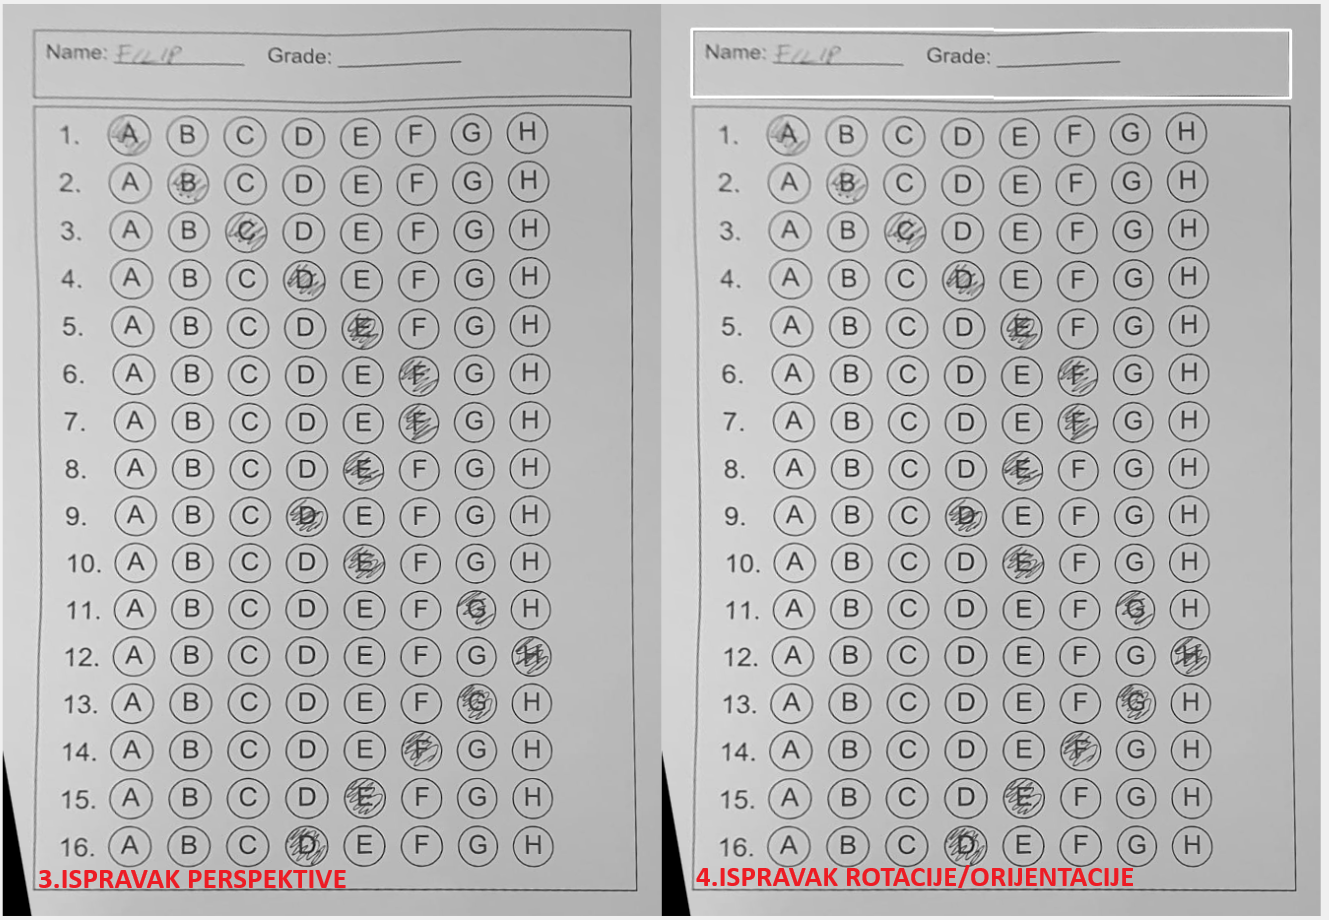 Name: FILIP Grade:
1. A B C D E F G H
2. A B C D E F G H
3. A B C D E F G H
4. A B C D E F G H
5. A B C D E F G H
6. A B C D E F G H
7. A B C D E F G H
8. A B C D E F G H
9. A B C D E F G H
10. A B C D E F G H
11. A B C D E F G H
12. A B C D E F G H
13. A B C D E F G H
14. A B C D E F G H
15. A B C D E F G H
16. A B C D E F G H
3.ISPRAVAK PERSPEKTIVE
Name: FILIP Grade:
1. A B C D E F G H
2. A B C D E F G H
3. A B C D E F G H
4. A B C D E F G H
5. A B C D E F G H
6. A B C D E F G H
7. A B C D E F G H
8. A B C D E F G H
9. A B C D E F G H
10. A B C D E F G H
11. A B C D E F G H
12. A B C D E F G H
13. A B C D E F G H
14. A B C D E F G H
15. A B C D E F G H
16. A B C D E F G H
4.ISPRAVAK ROTACIJE/ORIJENTACIJE